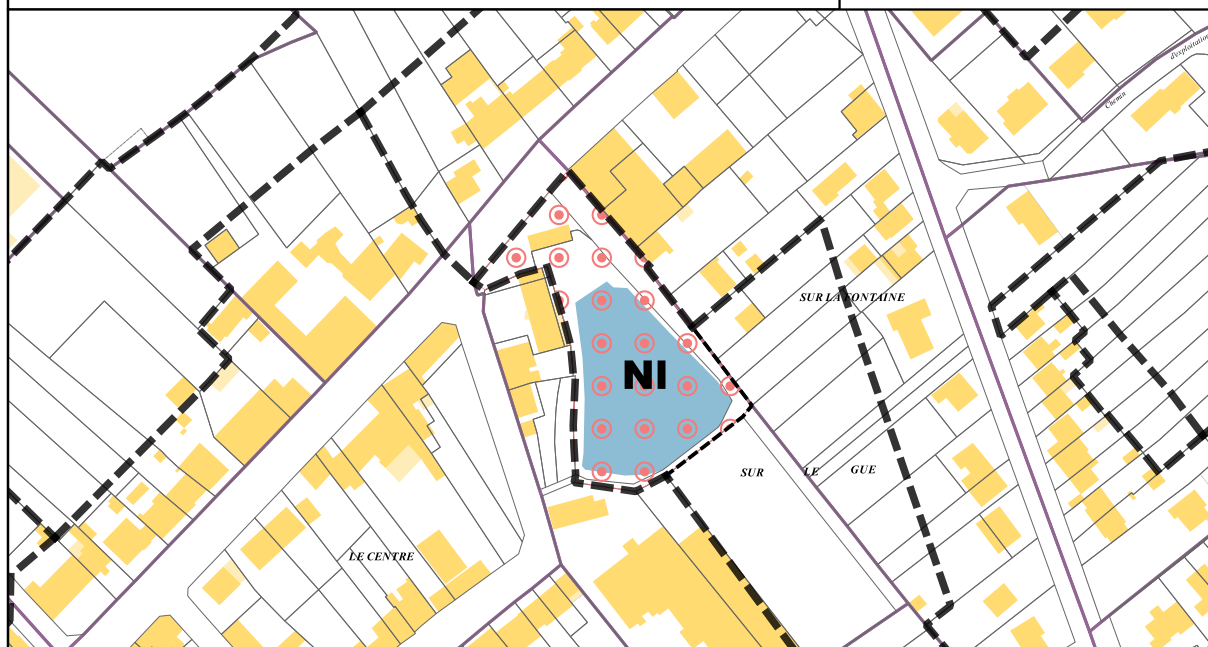 d'exploitation
Chemin
SUR LA FONTAINE
NI
SUR LE GUE
LE CENTRE